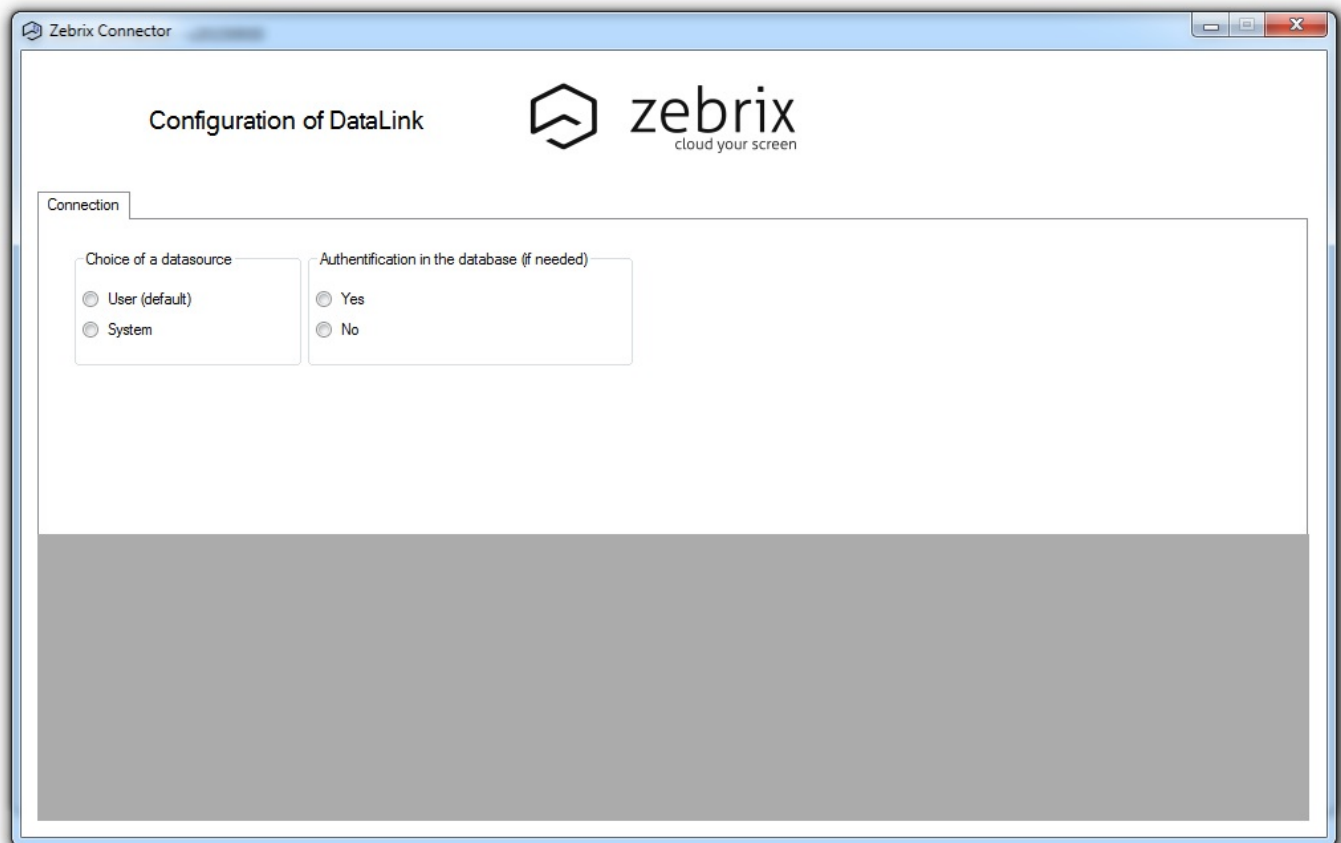 Zebrix Connector
Configuration of DataLink
zebrix
cloud your screen
Connection
Choice of a datasource
User (default)
System
Authentification in the database (if needed)
Yes
No